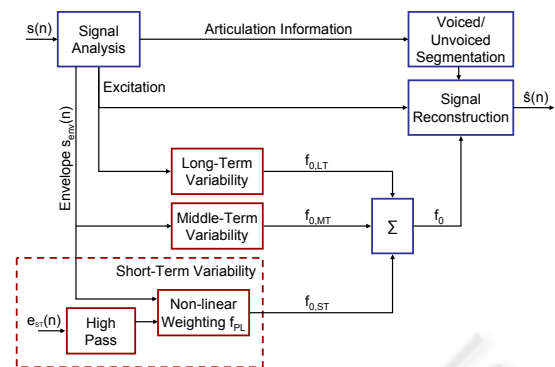 s(n)
Signal
Analysis
Articulation Information
Voiced/
Unvoiced
Segmentation
Excitation
Envelope s_env(n)
Signal
Reconstruction
ŝ(n)
Long-Term
Variability
f_0,LT
Middle-Term
Variability
f_0,MT
Σ
f_0
Short-Term Variability
Non-linear
Weighting f_PL
f_0,ST
e_ST(n)
High
Pass